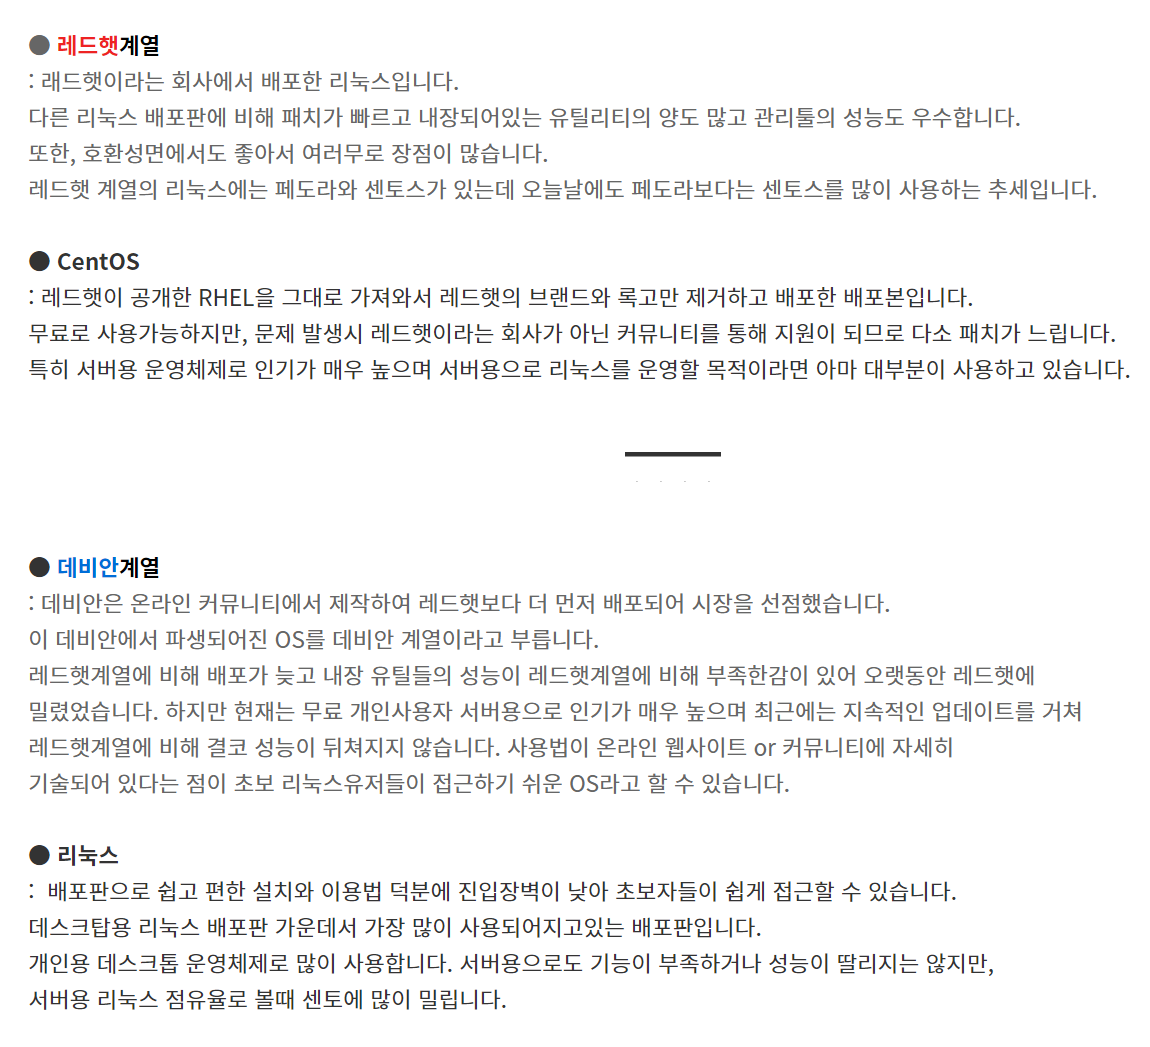 ● 레드햇계열
: 래드햇이라는 회사에서 배포한 리눅스입니다.
다른 리눅스 배포판에 비해 패치가 빠르고 내장되어있는 유틸리티의 양도 많고 관리툴의 성능도 우수합니다.
또한, 호환성면에서도 좋아서 여러무로 장점이 많습니다.
레드햇 계열의 리눅스에는 페도라와 센토스가 있는데 오늘날에도 페도라보다는 센토스를 많이 사용하는 추세입니다.
● CentOS
: 레드햇이 공개한 RHEL을 그대로 가져와서 레드햇의 브랜드와 록고만 제거하고 배포한 배포본입니다.
무료로 사용가능하지만, 문제 발생시 레드햇이라는 회사가 아닌 커뮤니티를 통해 지원이 되므로 다소 패치가 느립니다.
특히 서버용 운영체제로 인기가 매우 높으며 서버용으로 리눅스를 운영할 목적이라면 아마 대부분이 사용하고 있습니다.
● 데비안계열
: 데비안은 온라인 커뮤니티에서 제작하여 레드햇보다 더 먼저 배포되어 시장을 선점했습니다.
이 데비안에서 파생되어진 OS를 데비안 계열이라고 부릅니다.
레드햇계열에 비해 배포가 늦고 내장 유틸들의 성능이 레드햇계열에 비해 부족한감이 있어 오랫동안 레드햇에
밀렸었습니다. 하지만 현재는 무료 개인사용자 서버용으로 인기가 매우 높으며 최근에는 지속적인 업데이트를 거쳐
레드햇계열에 비해 결코 성능이 뒤쳐지지 않습니다. 사용법이 온라인 웹사이트 or 커뮤니티에 자세히
기술되어 있다는 점이 초보 리눅스유저들이 접근하기 쉬운 OS라고 할 수 있습니다.
● 리눅스
:  배포판으로 쉽고 편한 설치와 이용법 덕분에 진입장벽이 낮아 초보자들이 쉽게 접근할 수 있습니다.
데스크탑용 리눅스 배포판 가운데서 가장 많이 사용되어지고있는 배포판입니다.
개인용 데스크톱 운영체제로 많이 사용합니다. 서버용으로도 기능이 부족하거나 성능이 딸리지는 않지만,
서버용 리눅스 점유율로 볼때 센토에 많이 밀립니다.